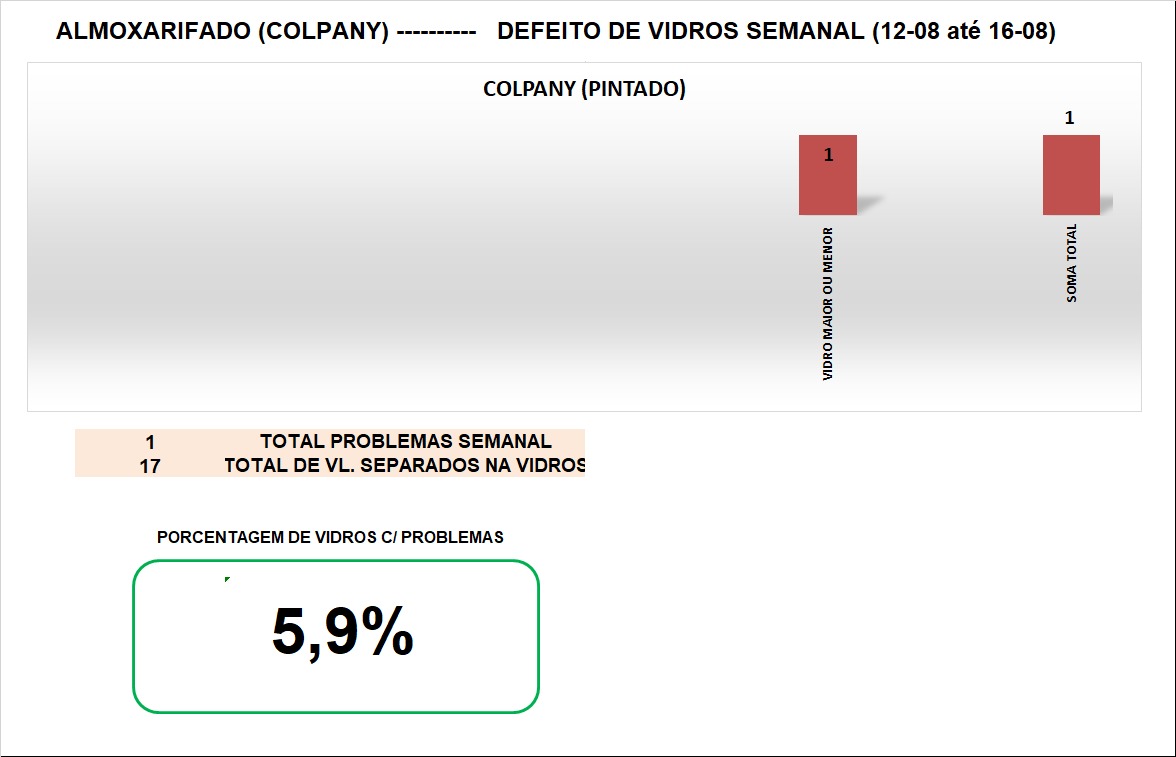 ALMOXARIFADO (COLPANY) ---------- DEFEITO DE VIDROS SEMANAL (12-08 até 16-08)
COLPANY (PINTADO)
1
1
VIDRO MAIOR OU MENOR
SOMA TOTAL
1 TOTAL PROBLEMAS SEMANAL
17 TOTAL DE VL. SEPARADOS NA VIDROS
PORCENTAGEM DE VIDROS C/ PROBLEMAS
5,9%